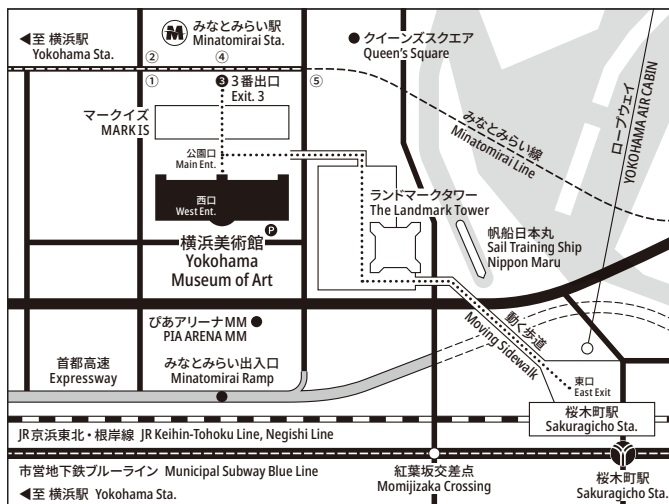 ◀至 横浜駅
Yokohama Sta.
②
①
みなとみらい駅
Minatomirai Sta.
④
❸ 3番出口
Exit. 3
⑤
クイーンズスクエア
Queen's Square
マークイズ
MARK IS
公園口
Main Ent.
西口
West Ent.
P
横浜美術館
Yokohama
Museum of Art
ランドマークタワー
The Landmark Tower
みなとみらい線
Minatomirai Line
ロープウェイ
YOKOHAMA AIR CABIN
帆船日本丸
Sail Training Ship
Nippon Maru
ぴあアリーナMM
PIA ARENA MM
動く歩道
Moving Sidewalk
首都高速
Expressway
みなとみらい出入口
Minatomirai Ramp
東口
East Exit
桜木町駅
Sakuragicho Sta.
JR京浜東北・根岸線 JR Keihin-Tohoku Line, Negishi Line
市営地下鉄ブルーライン Municipal Subway Blue Line
◀至 横浜駅 Yokohama Sta.
紅葉坂交差点
Momijizaka Crossing
桜木町駅
Sakuragicho Sta.